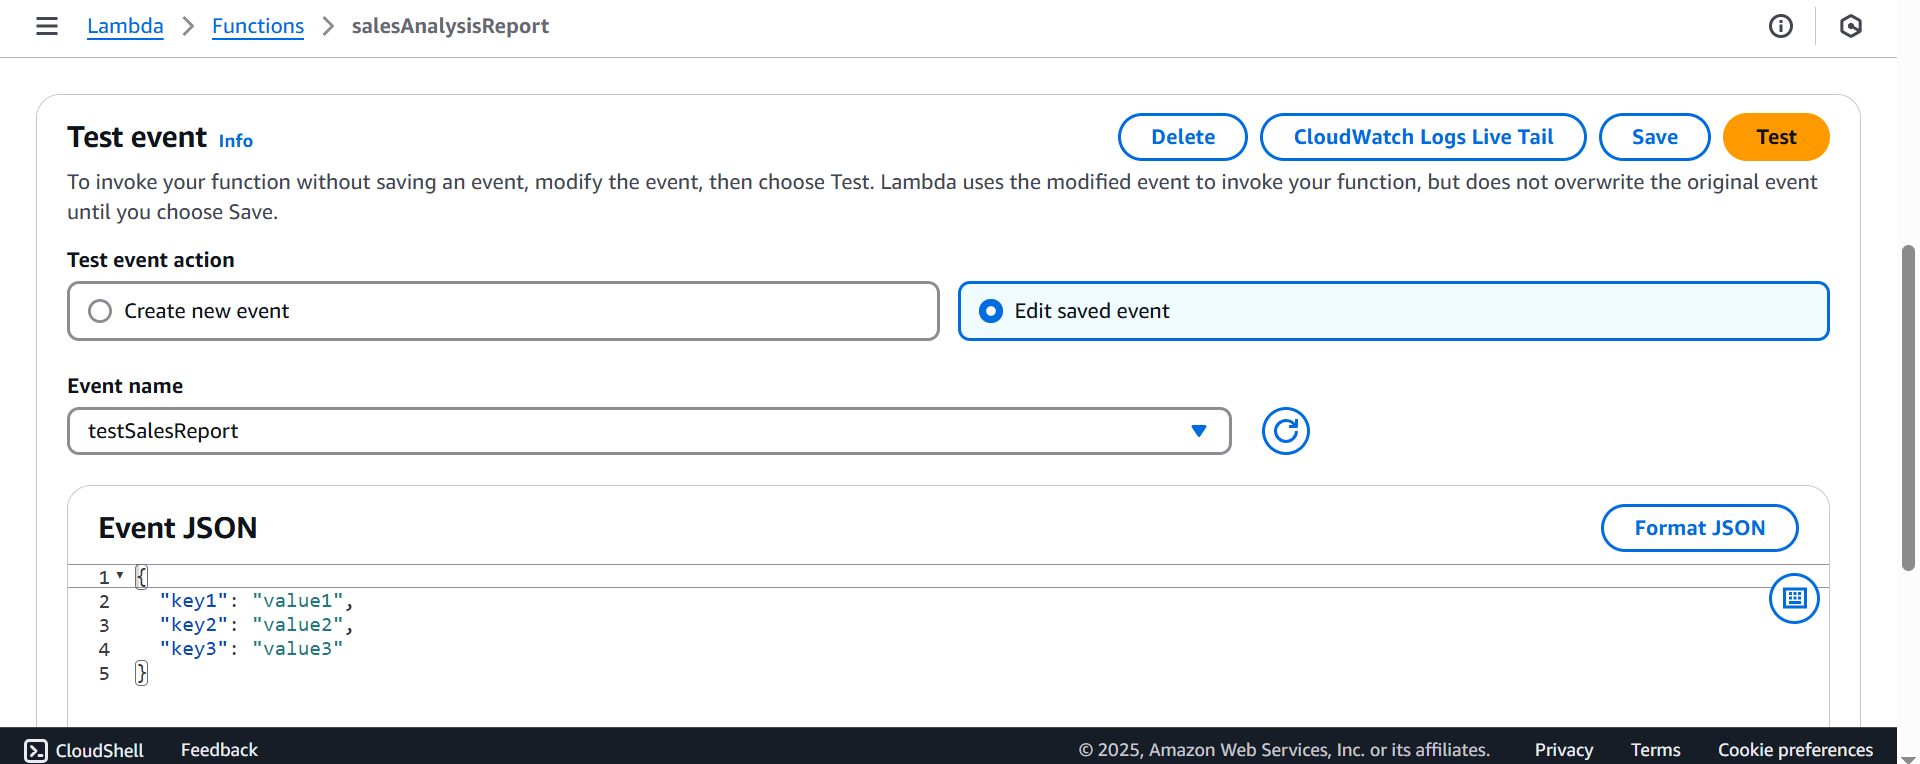 Lambda > Functions > salesAnalysisReport
Test event Info
Delete
CloudWatch Logs Live Tail
Save
Test
To invoke your function without saving an event, modify the event, then choose Test. Lambda uses the modified event to invoke your function, but does not overwrite the original event
until you choose Save.
Test event action
Create new event
Edit saved event
Event name
testSalesReport
Event JSON
Format JSON
1 {
2 "key1": "value1",
3 "key2": "value2",
4 "key3": "value3"
5 }
CloudShell Feedback © 2025, Amazon Web Services, Inc. or its affiliates. Privacy Terms Cookie preferences